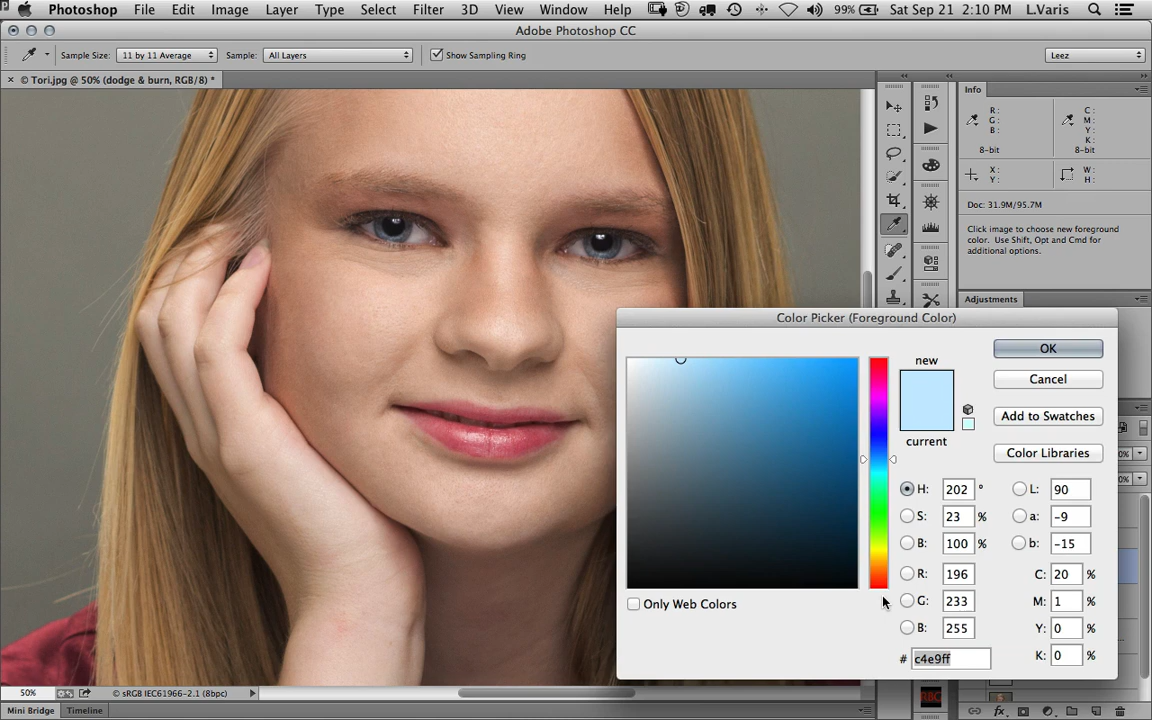 Photoshop File Edit Image Layer Type Select Filter 3D View Window Help 99% Sat Sep 21 2:10 PM L.Varis
Adobe Photoshop CC
Sample Size: 11 by 11 Average Sample: All Layers Show Sampling Ring Leez
× © Tori.jpg @ 50% (dodge & burn, RGB/8) *
Info
R: C:
G: M:
B: Y:
K:
8-bit 8-bit
X: W:
Y: H:
Doc: 31.9M/95.7M
Click image to choose new foreground
color. Use Shift, Opt and Cmd for
additional options.
Adjustments
Color Picker (Foreground Color)
new
current
OK
Cancel
Add to Swatches
Color Libraries
H: 202 ° L: 90
S: 23 % a: -9
B: 100 % b: -15
R: 196 C: 20 %
G: 233 M: 1 %
B: 255 Y: 0 %
# c4e9ff K: 0 %
Only Web Colors
50% © sRGB IEC61966-2.1 (8bpc)
Mini Bridge Timeline
fx